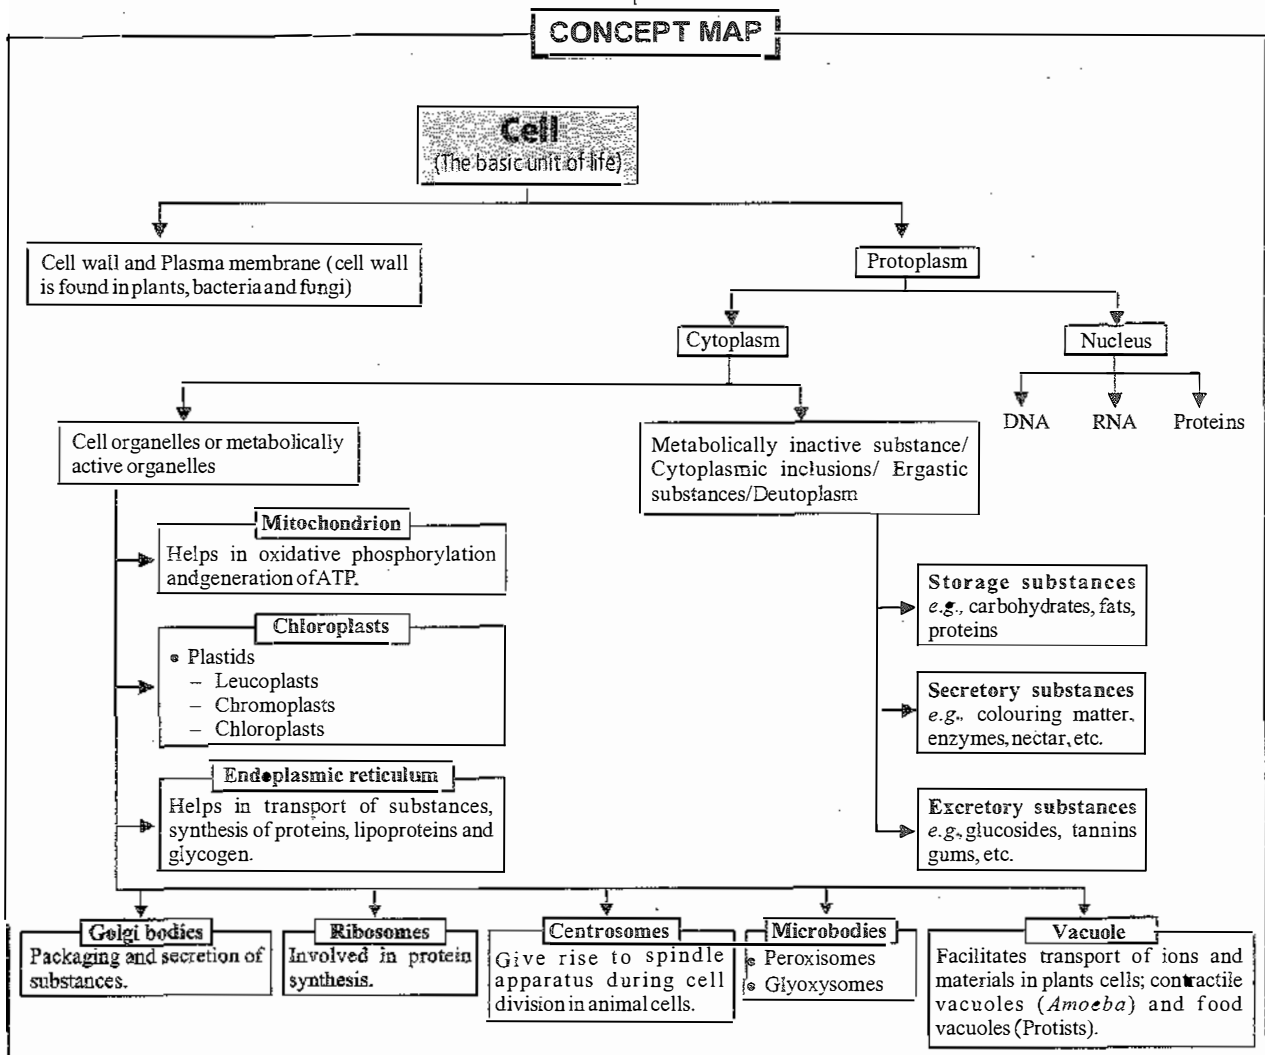 CONCEPT MAP
Cell
(The basic unit of life)
Cell wall and Plasma membrane (cell wall
is found in plants, bacteria and fungi)
Protoplasm
Cytoplasm
Nucleus
DNA RNA Proteins
Cell organelles or metabolically
active organelles
Metabolically inactive substance/
Cytoplasmic inclusions/ Ergastic
substances/Deutoplasm
Mitochondrion
Helps in oxidative phosphorylation
and generation of ATP.
Chloroplasts
• Plastids
– Leucoplasts
– Chromoplasts
– Chloroplasts
Endoplasmic reticulum
Helps in transport of substances,
synthesis of proteins, lipoproteins and
glycogen.
Storage substances
e.g., carbohydrates, fats,
proteins
Secretory substances
e.g., colouring matter,
enzymes, nectar, etc.
Excretory substances
e.g., glucosides, tannins
gums, etc.
Golgi bodies
Packaging and secretion of
substances.
Ribosomes
Involved in protein
synthesis.
Centrosomes
Give rise to spindle
apparatus during cell
division in animal cells.
Microbodies
• Peroxisomes
• Glyoxysomes
Vacuole
Facilitates transport of ions and
materials in plants cells; contractile
vacuoles (Amoeba) and food
vacuoles (Protists).